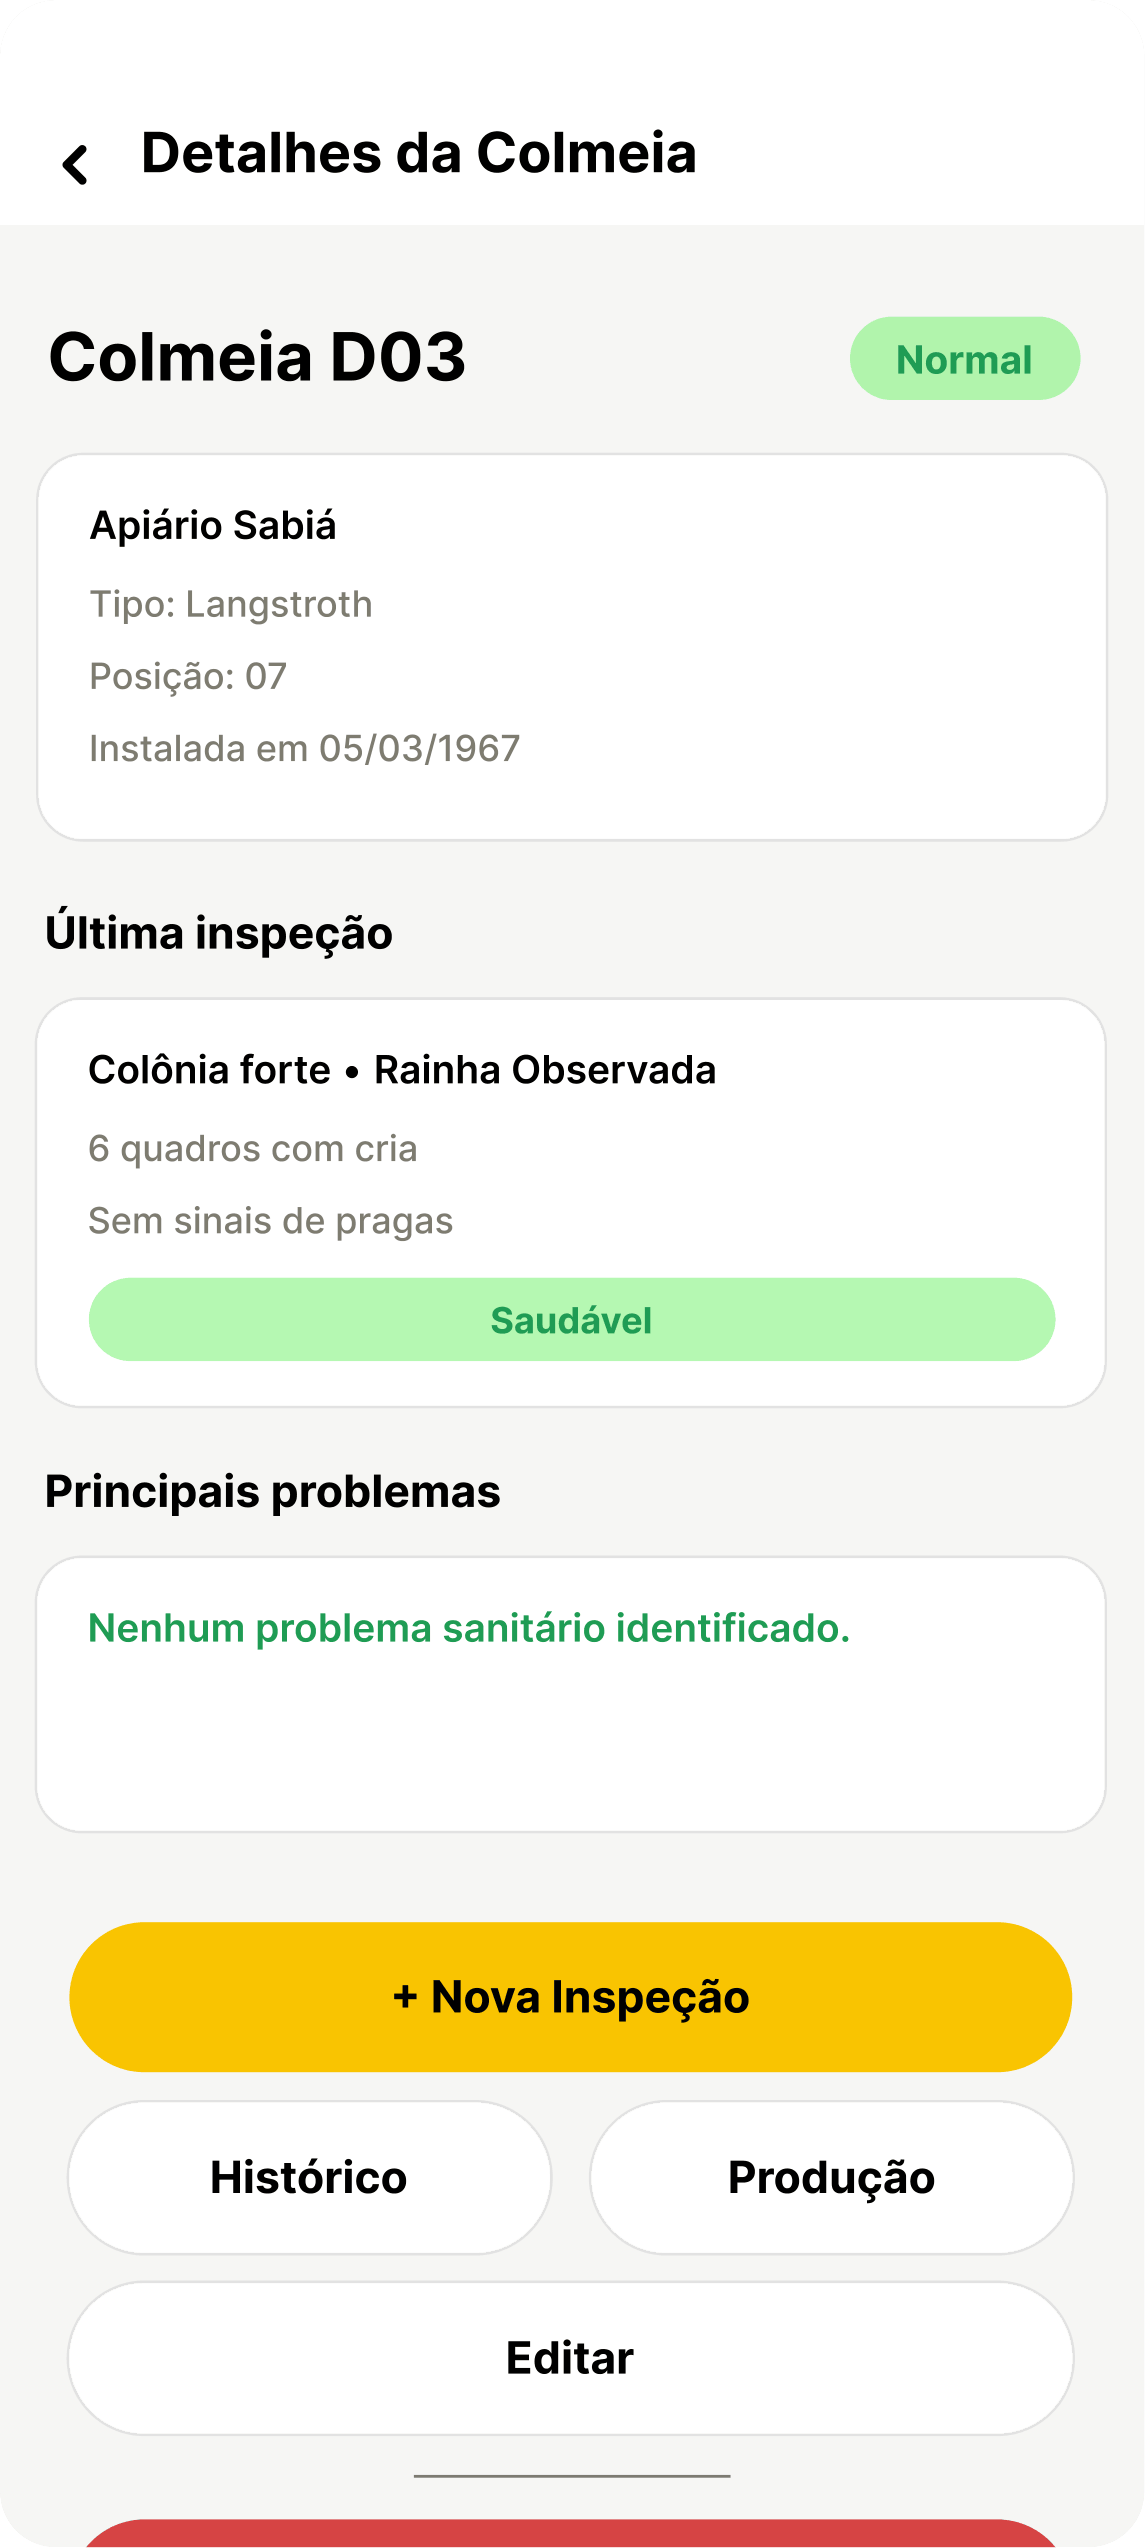 Detalhes da Colmeia
Colmeia D03
Normal
Apiário Sabiá
Tipo: Langstroth
Posição: 07
Instalada em 05/03/1967
Última inspeção
Colônia forte • Rainha Observada
6 quadros com cria
Sem sinais de pragas
Saudável
Principais problemas
Nenhum problema sanitário identificado.
+ Nova Inspeção
Histórico
Produção
Editar